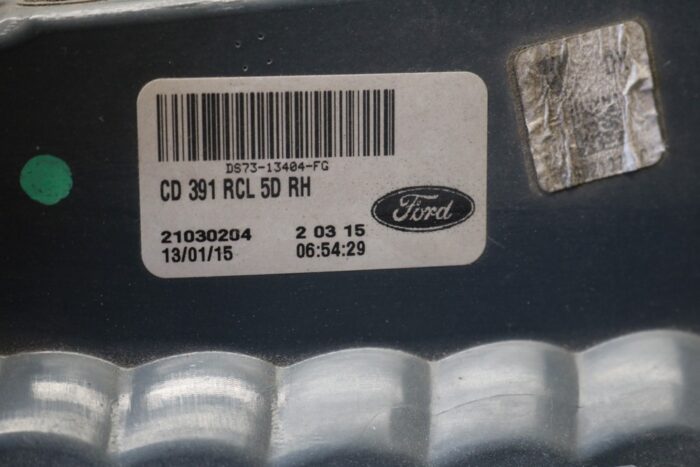 DS73-13404-FG
CD 391 RCL 5D RH
Ford
21030204 2 03 15
13/01/15 06:54:29